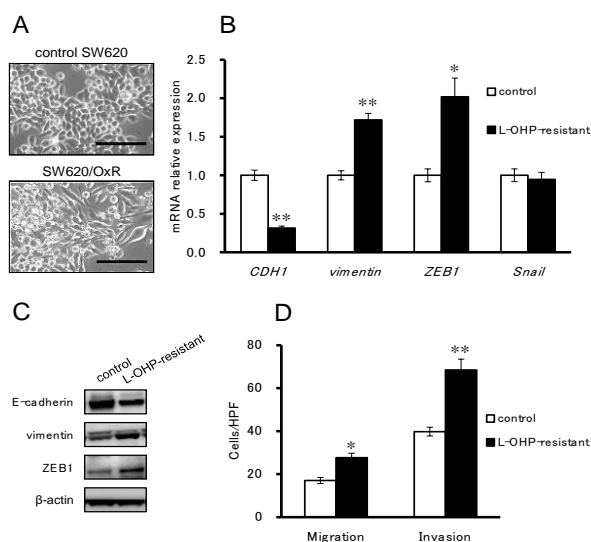 A
control SW620
SW620/OxR
B
mRNA relative expression
2.5
2.0
1.5
1.0
0.5
0.0
**
**
*
CDH1
vimentin
ZEB1
Snail
control
L-OHP-resistant
C
control
L-OHP-resistant
E-cadherin
vimentin
ZEB1
β-actin
D
Cells/HPF
80
60
40
20
0
*
**
Migration
Invasion
control
L-OHP-resistant